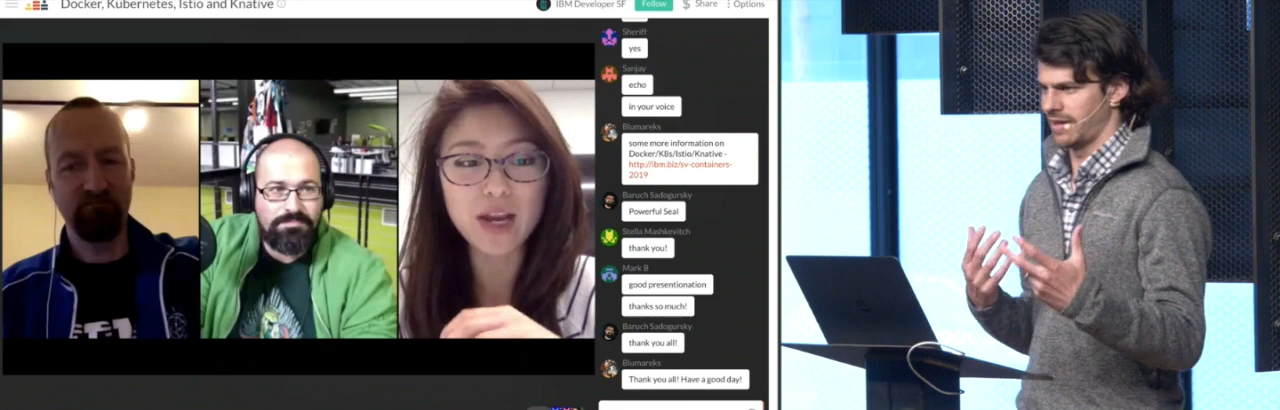 Docker, Kubernetes, Istio and Knative
IBM Developer SF
Follow
$ Share
Options
Sheriff
yes
Sanjay
echo
in your voice
Blumareks
some more information on
Docker/K8s/Istio/Knative -
http://ibm.biz/sv-containers-
2019
Baruch Sadogursky
Powerful Seal
Stella Mashkevitch
thank you!
Mark B
good presentionation
thanks so much!
Baruch Sadogursky
thank you all!
Blumareks
Thank you all! Have a good day!